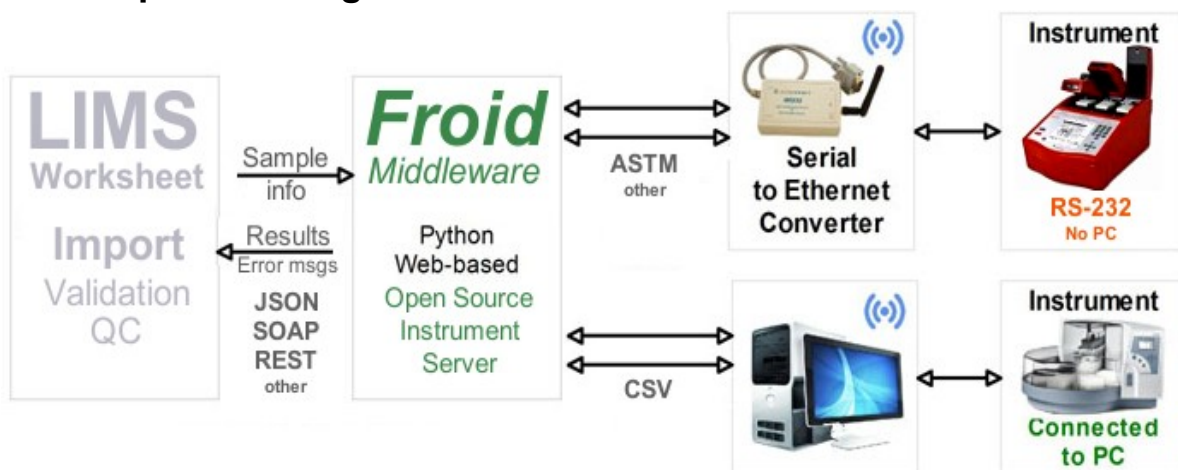 LIMS
Worksheet
Import
Validation
QC
Sample
info
Results
Error msgs
JSON
SOAP
REST
other
Froid
Middleware
Python
Web-based
Open Source
Instrument
Server
ASTM
other
CSV
Serial
to Ethernet
Converter
Instrument
RS-232
No PC
Instrument
Connected
to PC